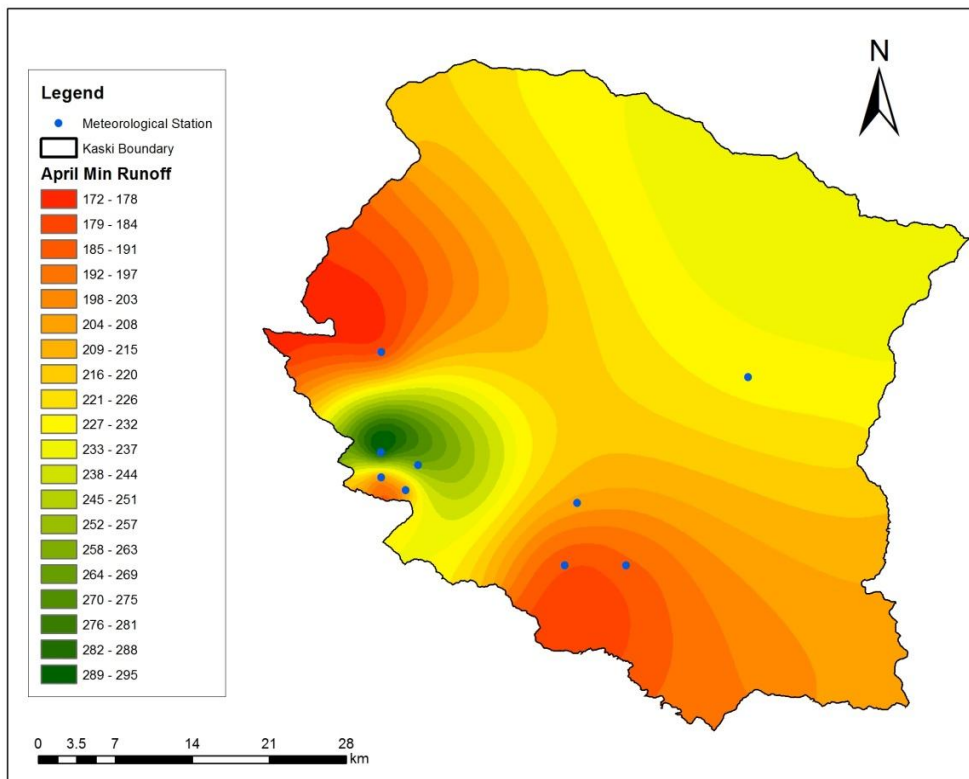 N
Legend
Meteorological Station
Kaski Boundary
April Min Runoff
172 - 178
179 - 184
185 - 191
192 - 197
198 - 203
204 - 208
209 - 215
216 - 220
221 - 226
227 - 232
233 - 237
238 - 244
245 - 251
252 - 257
258 - 263
264 - 269
270 - 275
276 - 281
282 - 288
289 - 295
0 3.5 7 14 21 28
km